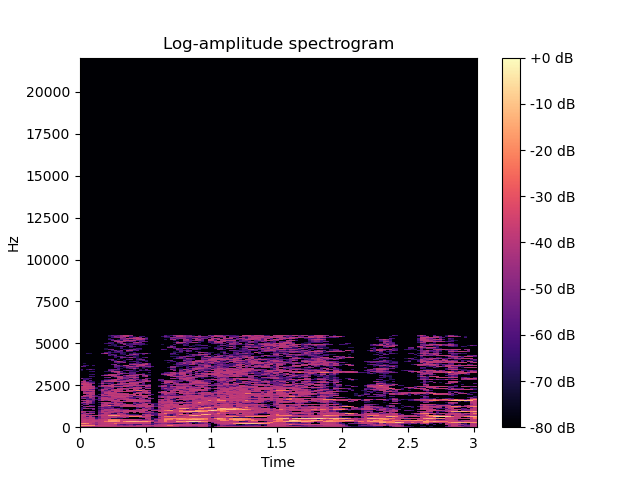 Log-amplitude spectrogram
Hz
20000
17500
15000
12500
10000
7500
5000
2500
0
0 0.5 1 1.5 2 2.5 3
Time
+0 dB
-10 dB
-20 dB
-30 dB
-40 dB
-50 dB
-60 dB
-70 dB
-80 dB